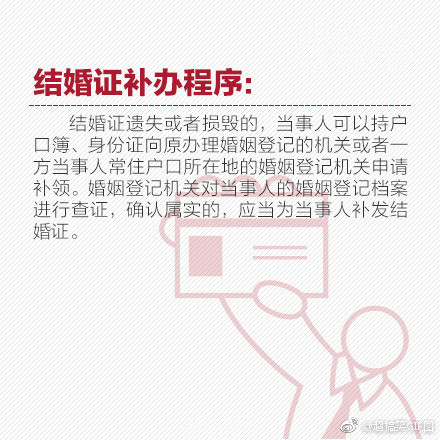 结婚证补办程序：
结婚证遗失或者损毁的，当事人可以持户
口簿、身份证向原办理婚姻登记的机关或者一
方当事人常住户口所在地的婚姻登记机关申请
补领。婚姻登记机关对当事人的婚姻登记档案
进行查证，确认属实的，应当为当事人补发结
婚证。